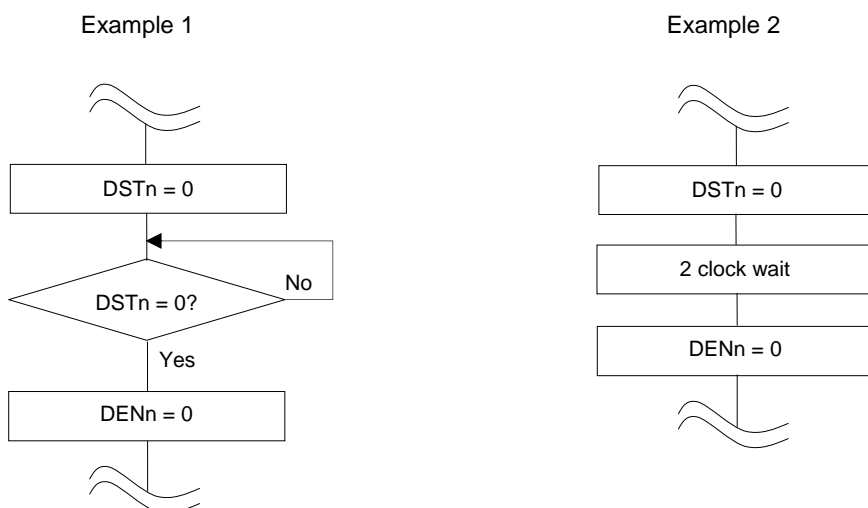 Example 1
DSTn = 0
DSTn = 0?
No
Yes
DENn = 0
Example 2
DSTn = 0
2 clock wait
DENn = 0